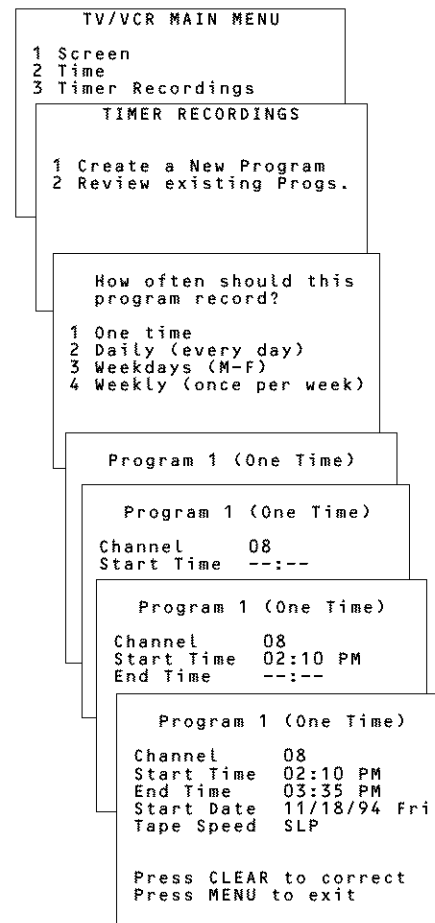 TV/VCR MAIN MENU
1 Screen
2 Time
3 Timer Recordings
TIMER RECORDINGS
1 Create a New Program
2 Review existing Progs.
How often should this
program record?
1 One time
2 Daily (every day)
3 Weekdays (M-F)
4 Weekly (once per week)
Program 1 (One Time)
Program 1 (One Time)
Channel 08
Start Time --:--
Program 1 (One Time)
Channel 08
Start Time 02:10 PM
End Time --:--
Program 1 (One Time)
Channel 08
Start Time 02:10 PM
End Time 03:35 PM
Start Date 11/18/94 Fri
Tape Speed SLP
Press CLEAR to correct
Press MENU to exit